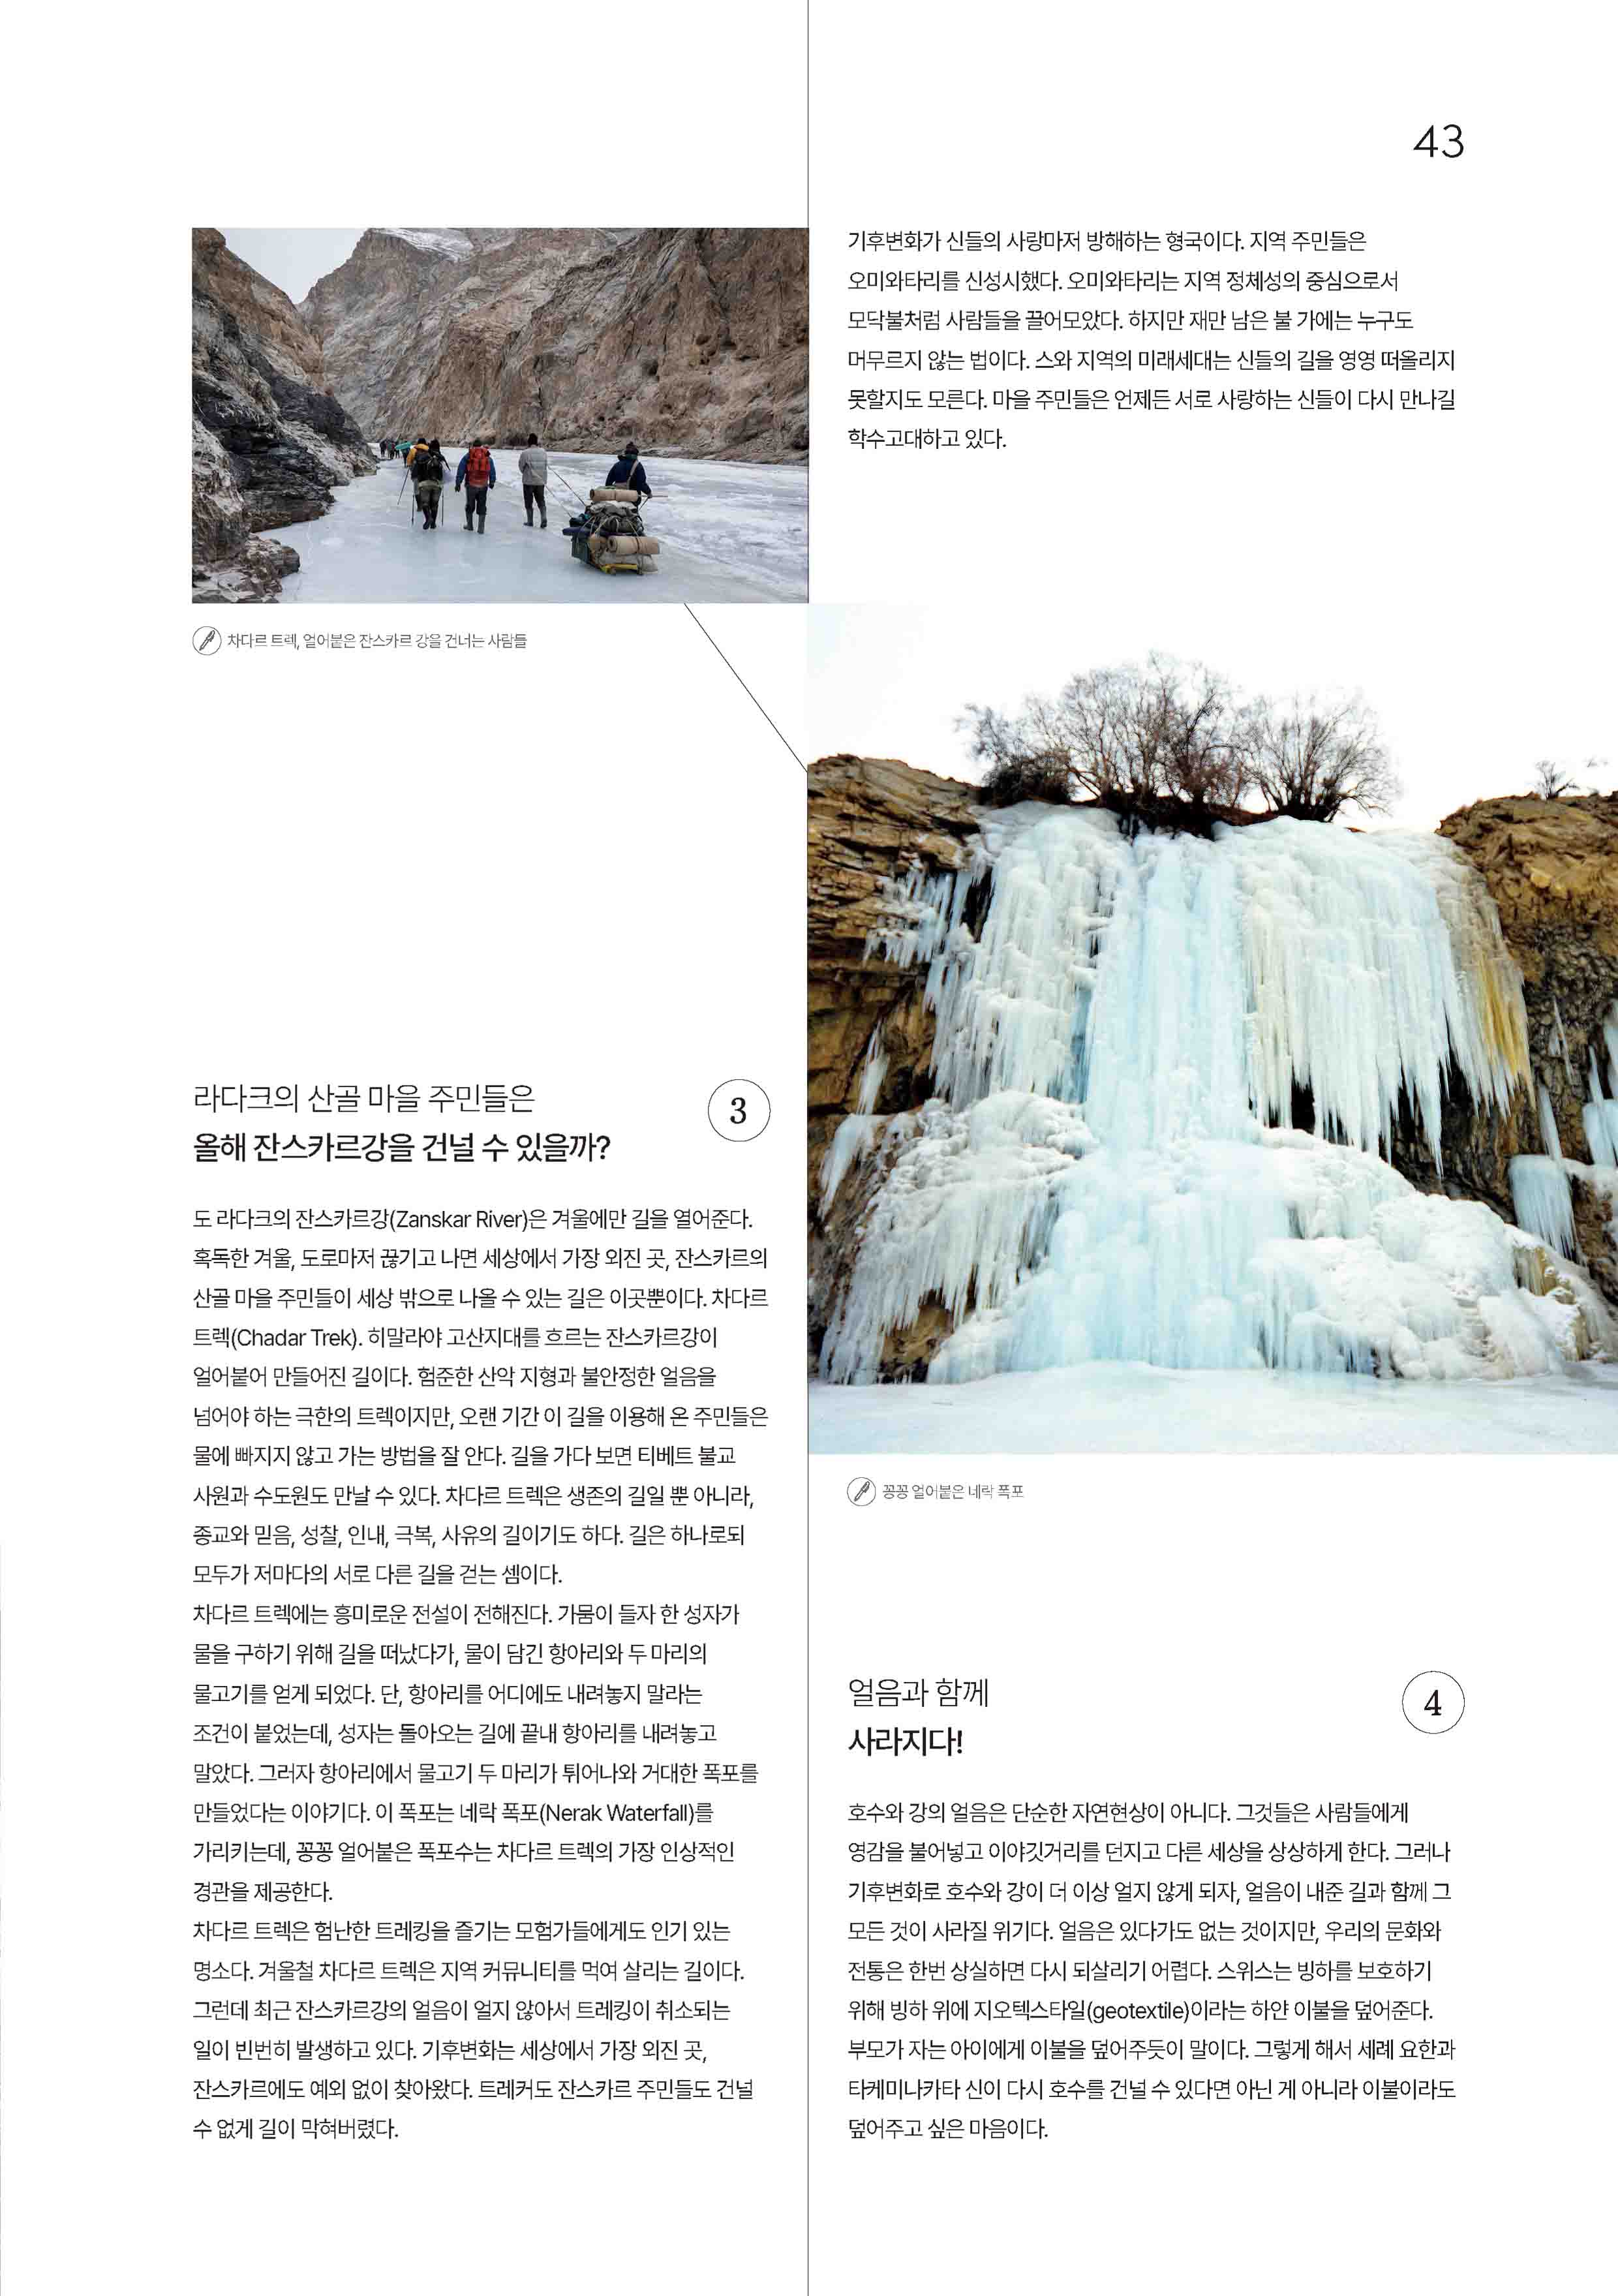 43
기후변화가 신들의 사랑마저 방해하는 형국이다. 지역 주민들은
오미와타리를 신성시했다. 오미와타리는 지역 정체성의 중심으로서
모닥불처럼 사람들을 끌어모았다. 하지만 재만 남은 불 가에는 누구도
머무르지 않는 법이다. 스와 지역의 미래세대는 신들의 길을 영영 떠올리지
못할지도 모른다. 마을 주민들은 언제든 서로 사랑하는 신들이 다시 만나길
학수고대하고 있다.
차다르 트렉, 얼어붙은 잔스카르 강을 건너는 사람들
라다크의 산골 마을 주민들은
올해 잔스카르강을 건널 수 있을까?
3
도 라다크의 잔스카르강(Zanskar River)은 겨울에만 길을 열어준다.
혹독한 겨울, 도로마저 끊기고 나면 세상에서 가장 외진 곳, 잔스카르의
산골 마을 주민들이 세상 밖으로 나올 수 있는 길은 이곳뿐이다. 차다르
트렉(Chadar Trek). 히말라야 고산지대를 흐르는 잔스카르강이
얼어붙어 만들어진 길이다. 험준한 산악 지형과 불안정한 얼음을
넘어야 하는 극한의 트렉이지만, 오랜 기간 이 길을 이용해 온 주민들은
물에 빠지지 않고 가는 방법을 잘 안다. 길을 가다 보면 티베트 불교
사원과 수도원도 만날 수 있다. 차다르 트렉은 생존의 길일 뿐 아니라,
종교와 믿음, 성찰, 인내, 극복, 사유의 길이기도 하다. 길은 하나로되
모두가 저마다의 서로 다른 길을 걷는 셈이다.
차다르 트렉에는 흥미로운 전설이 전해진다. 가뭄이 들자 한 성자가
물을 구하기 위해 길을 떠났다가, 물이 담긴 항아리와 두 마리의
물고기를 얻게 되었다. 단, 항아리를 어디에도 내려놓지 말라는
조건이 붙었는데, 성자는 돌아오는 길에 끝내 항아리를 내려놓고
말았다. 그러자 항아리에서 물고기 두 마리가 튀어나와 거대한 폭포를
만들었다는 이야기다. 이 폭포는 네락 폭포(Nerak Waterfall)를
가리키는데, 꽁꽁 얼어붙은 폭포수는 차다르 트렉의 가장 인상적인
경관을 제공한다.
차다르 트렉은 험난한 트레킹을 즐기는 모험가들에게도 인기 있는
명소다. 겨울철 차다르 트렉은 지역 커뮤니티를 먹여 살리는 길이다.
그런데 최근 잔스카르강의 얼음이 얼지 않아서 트레킹이 취소되는
일이 빈번히 발생하고 있다. 기후변화는 세상에서 가장 외진 곳,
잔스카르에도 예외 없이 찾아왔다. 트레커도 잔스카르 주민들도 건널
수 없게 길이 막혀버렸다.
꽁꽁 얼어붙은 네락 폭포
얼음과 함께
사라지다!
4
호수와 강의 얼음은 단순한 자연현상이 아니다. 그것들은 사람들에게
영감을 불어넣고 이야깃거리를 던지고 다른 세상을 상상하게 한다. 그러나
기후변화로 호수와 강이 더 이상 얼지 않게 되자, 얼음이 내준 길과 함께 그
모든 것이 사라질 위기다. 얼음은 있다가도 없는 것이지만, 우리의 문화와
전통은 한번 상실하면 다시 되살리기 어렵다. 스위스는 빙하를 보호하기
위해 빙하 위에 지오텍스타일(geotextile)이라는 하얀 이불을 덮어준다.
부모가 자는 아이에게 이불을 덮어주듯이 말이다. 그렇게 해서 세례 요한과
타케미나카타 신이 다시 호수를 건널 수 있다면 아닌 게 아니라 이불이라도
덮어주고 싶은 마음이다.